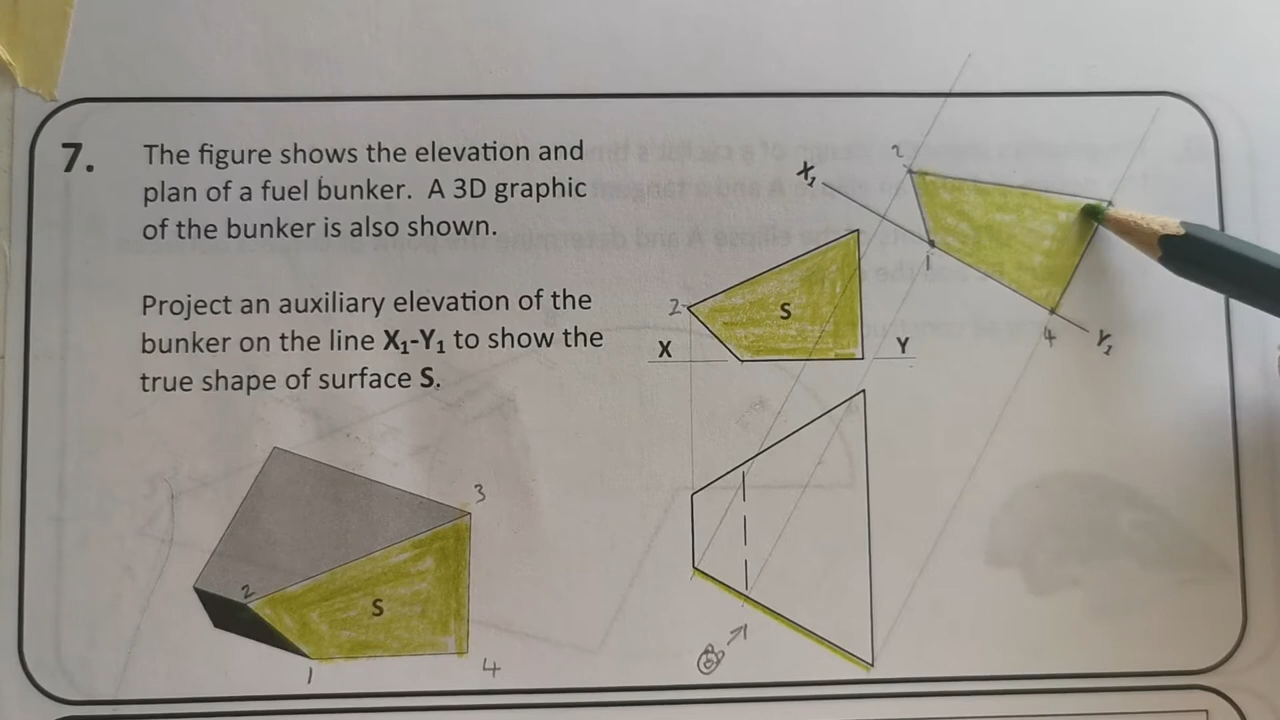 7.
The figure shows the elevation and
plan of a fuel bunker. A 3D graphic
of the bunker is also shown.
Project an auxiliary elevation of the
bunker on the line X₁-Y₁ to show the
true shape of surface S.
X₁
2
1
4
Y₁
2
S
X
Y
3
2
S
1
4